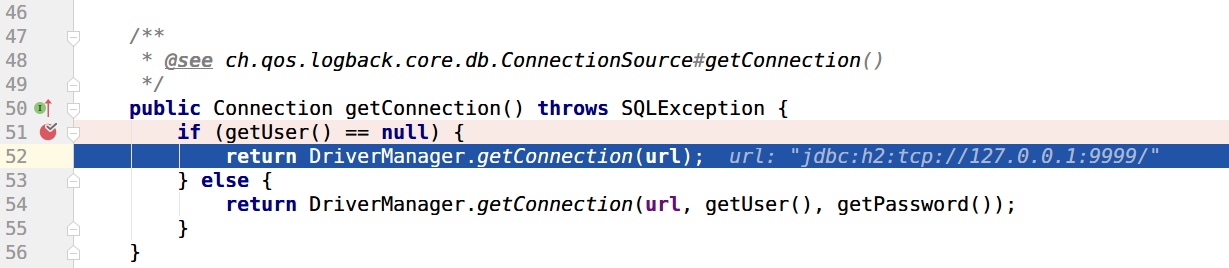 46
47 /**
48 * @see ch.qos.logback.core.db.ConnectionSource#getConnection()
49 */
50 public Connection getConnection() throws SQLException {
51 if (getUser() == null) {
52 return DriverManager.getConnection(url); url: "jdbc:h2:tcp://127.0.0.1:9999/"
53 } else {
54 return DriverManager.getConnection(url, getUser(), getPassword());
55 }
56 }